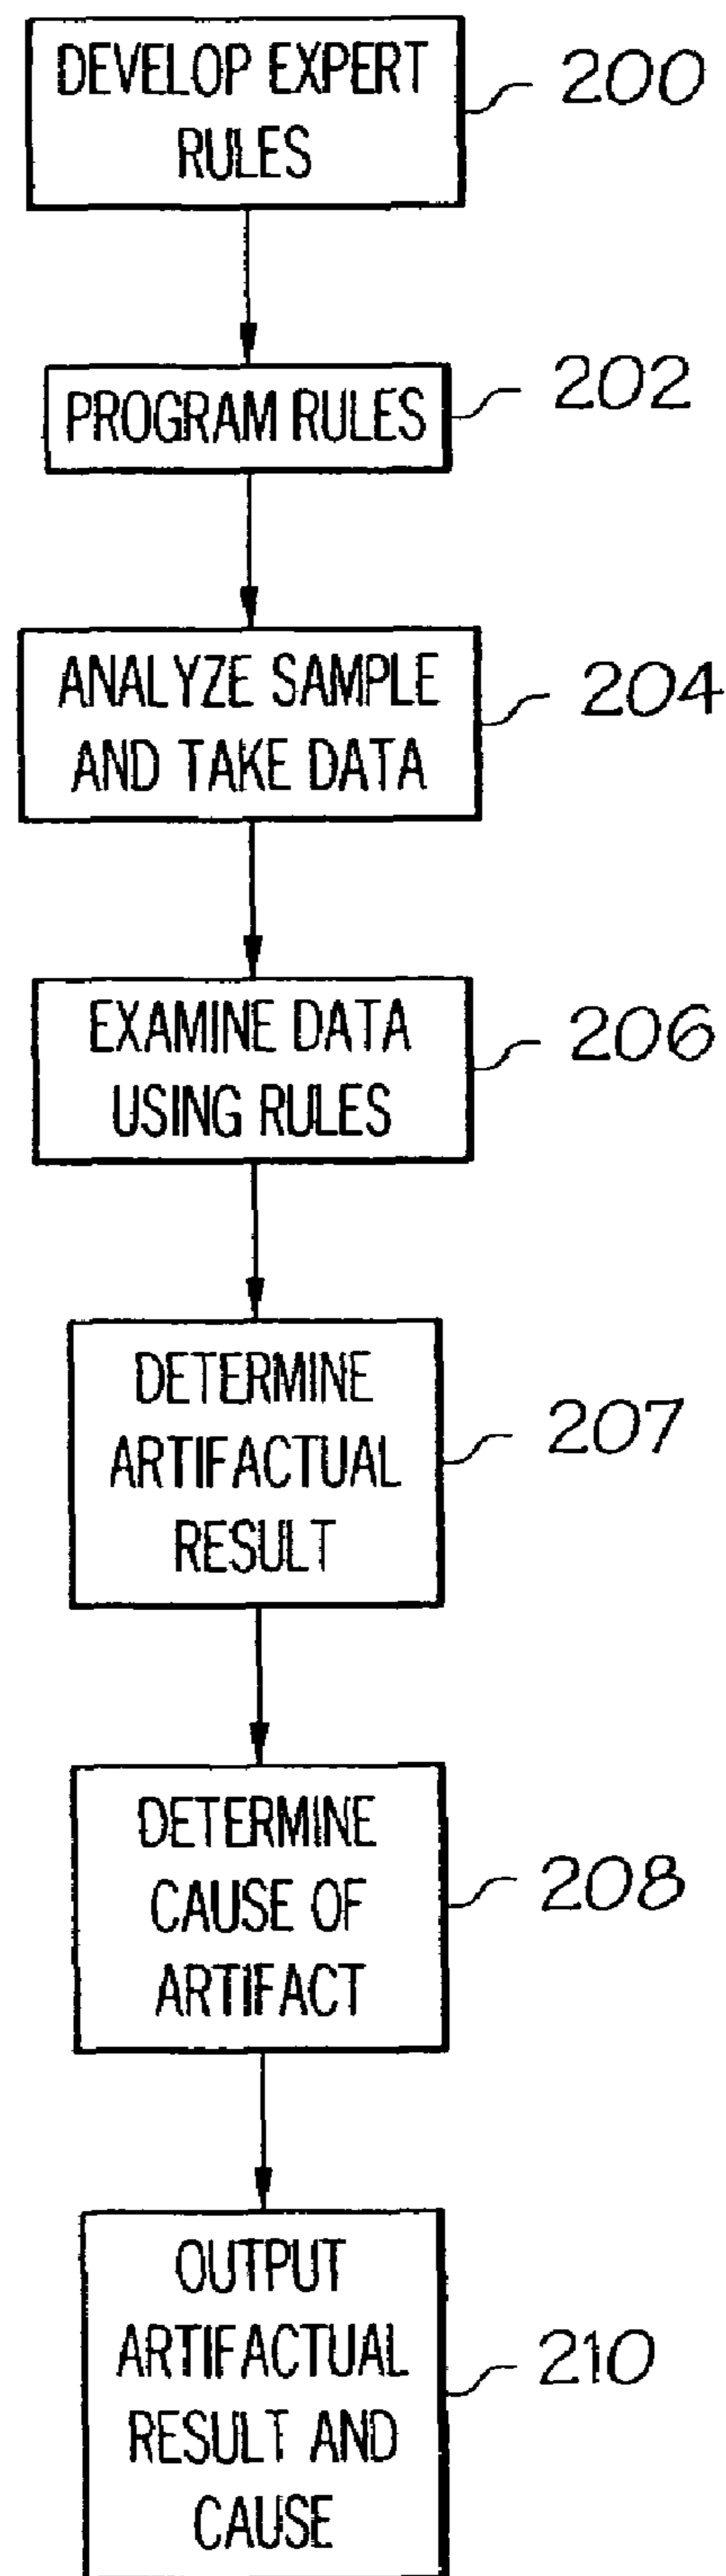 DEVELOP EXPERT
RULES
200
PROGRAM RULES
202
ANALYZE SAMPLE
AND TAKE DATA
204
EXAMINE DATA
USING RULES
206
DETERMINE
ARTIFACTUAL
RESULT
207
DETERMINE
CAUSE OF
ARTIFACT
208
OUTPUT
ARTIFACTUAL
RESULT AND
CAUSE
210